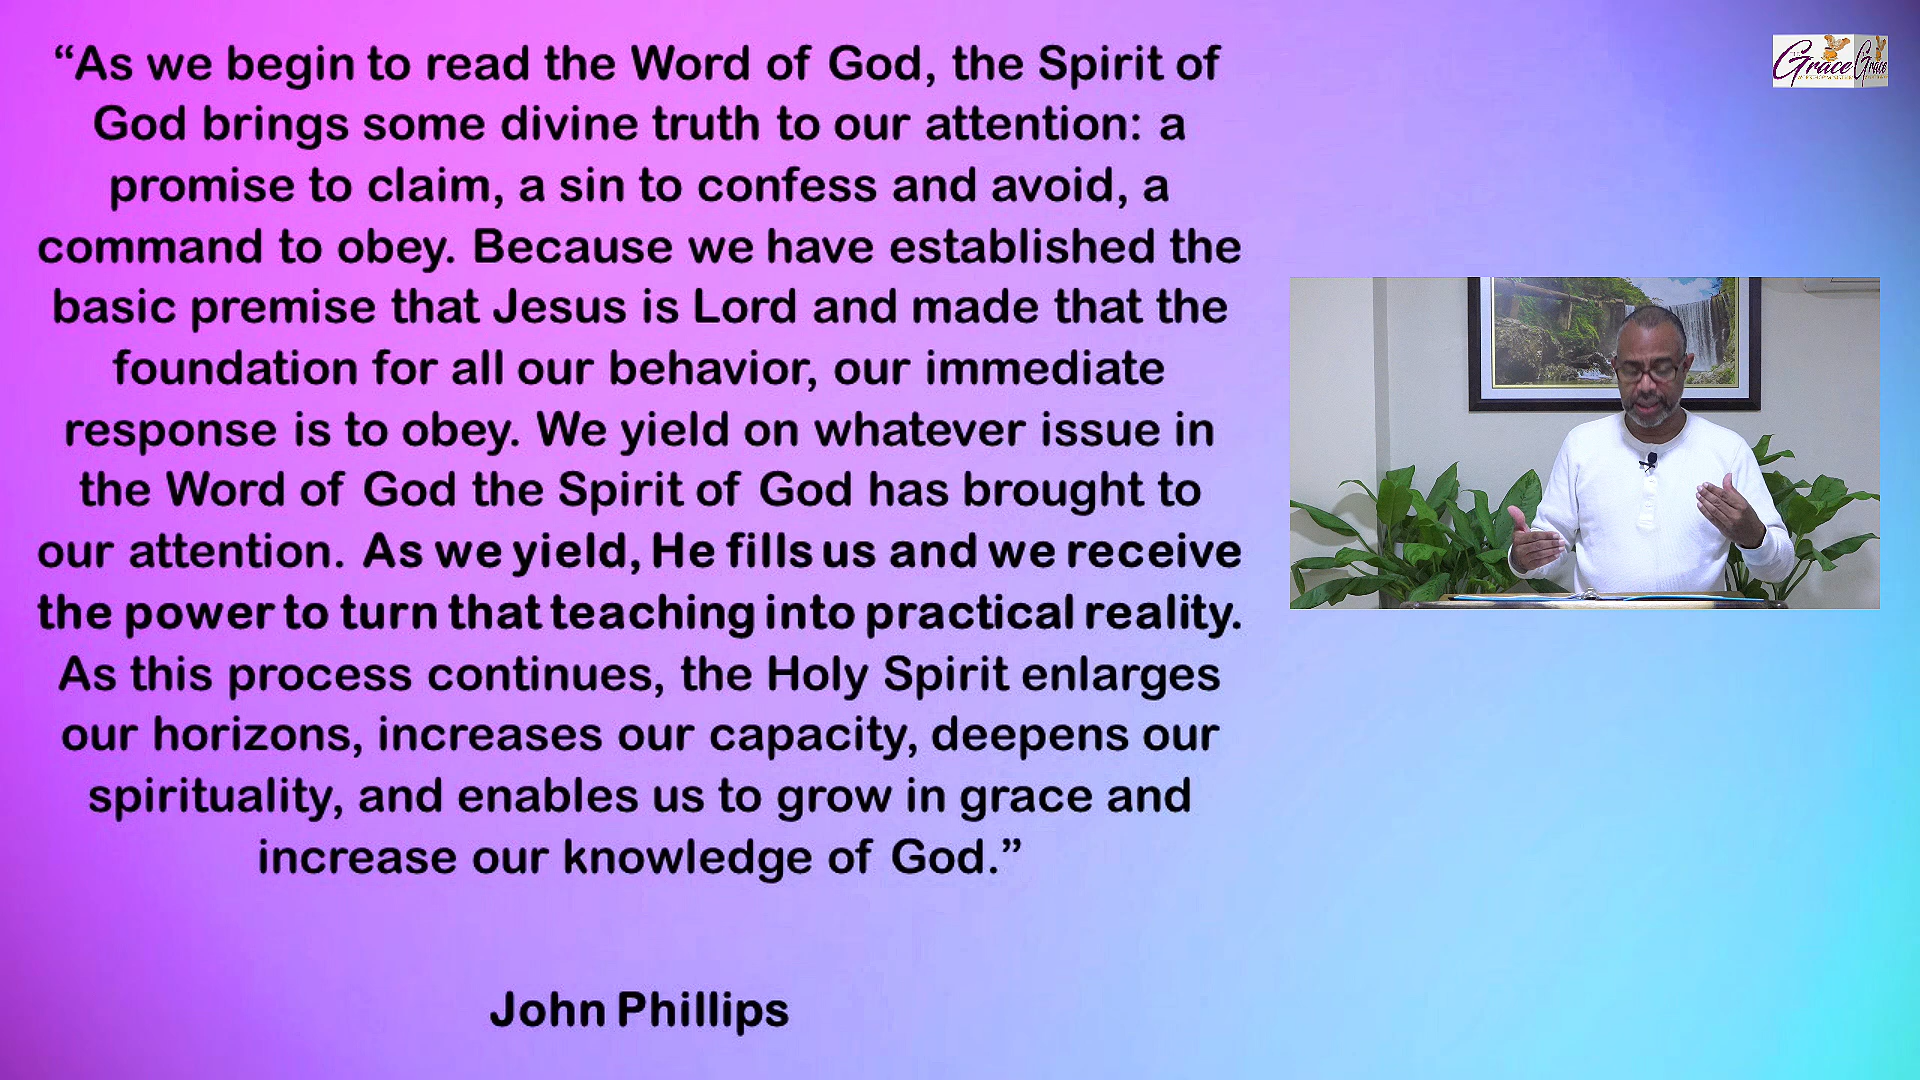 “As we begin to read the Word of God, the Spirit of
God brings some divine truth to our attention: a
promise to claim, a sin to confess and avoid, a
command to obey. Because we have established the
basic premise that Jesus is Lord and made that the
foundation for all our behavior, our immediate
response is to obey. We yield on whatever issue in
the Word of God the Spirit of God has brought to
our attention. As we yield, He fills us and we receive
the power to turn that teaching into practical reality.
As this process continues, the Holy Spirit enlarges
our horizons, increases our capacity, deepens our
spirituality, and enables us to grow in grace and
increase our knowledge of God.”
John Phillips
Grace Grace